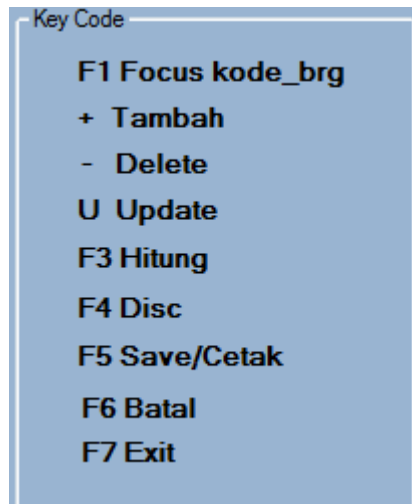 Key Code
F1 Focus kode_brg
+ Tambah
- Delete
U Update
F3 Hitung
F4 Disc
F5 Save/Cetak
F6 Batal
F7 Exit